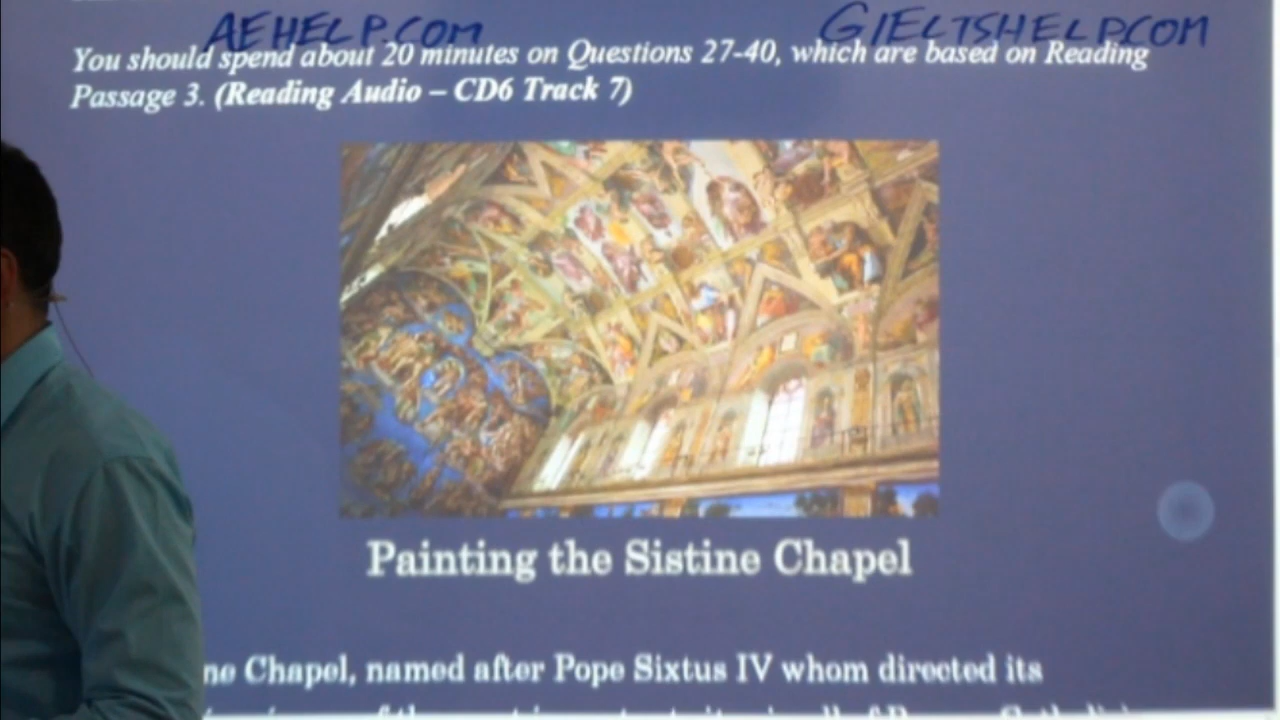 AEHELP.COM GIELTSHELP.COM
You should spend about 20 minutes on Questions 27-40, which are based on Reading
Passage 3. (Reading Audio – CD6 Track 7)
Painting the Sistine Chapel
ne Chapel, named after Pope Sixtus IV whom directed its